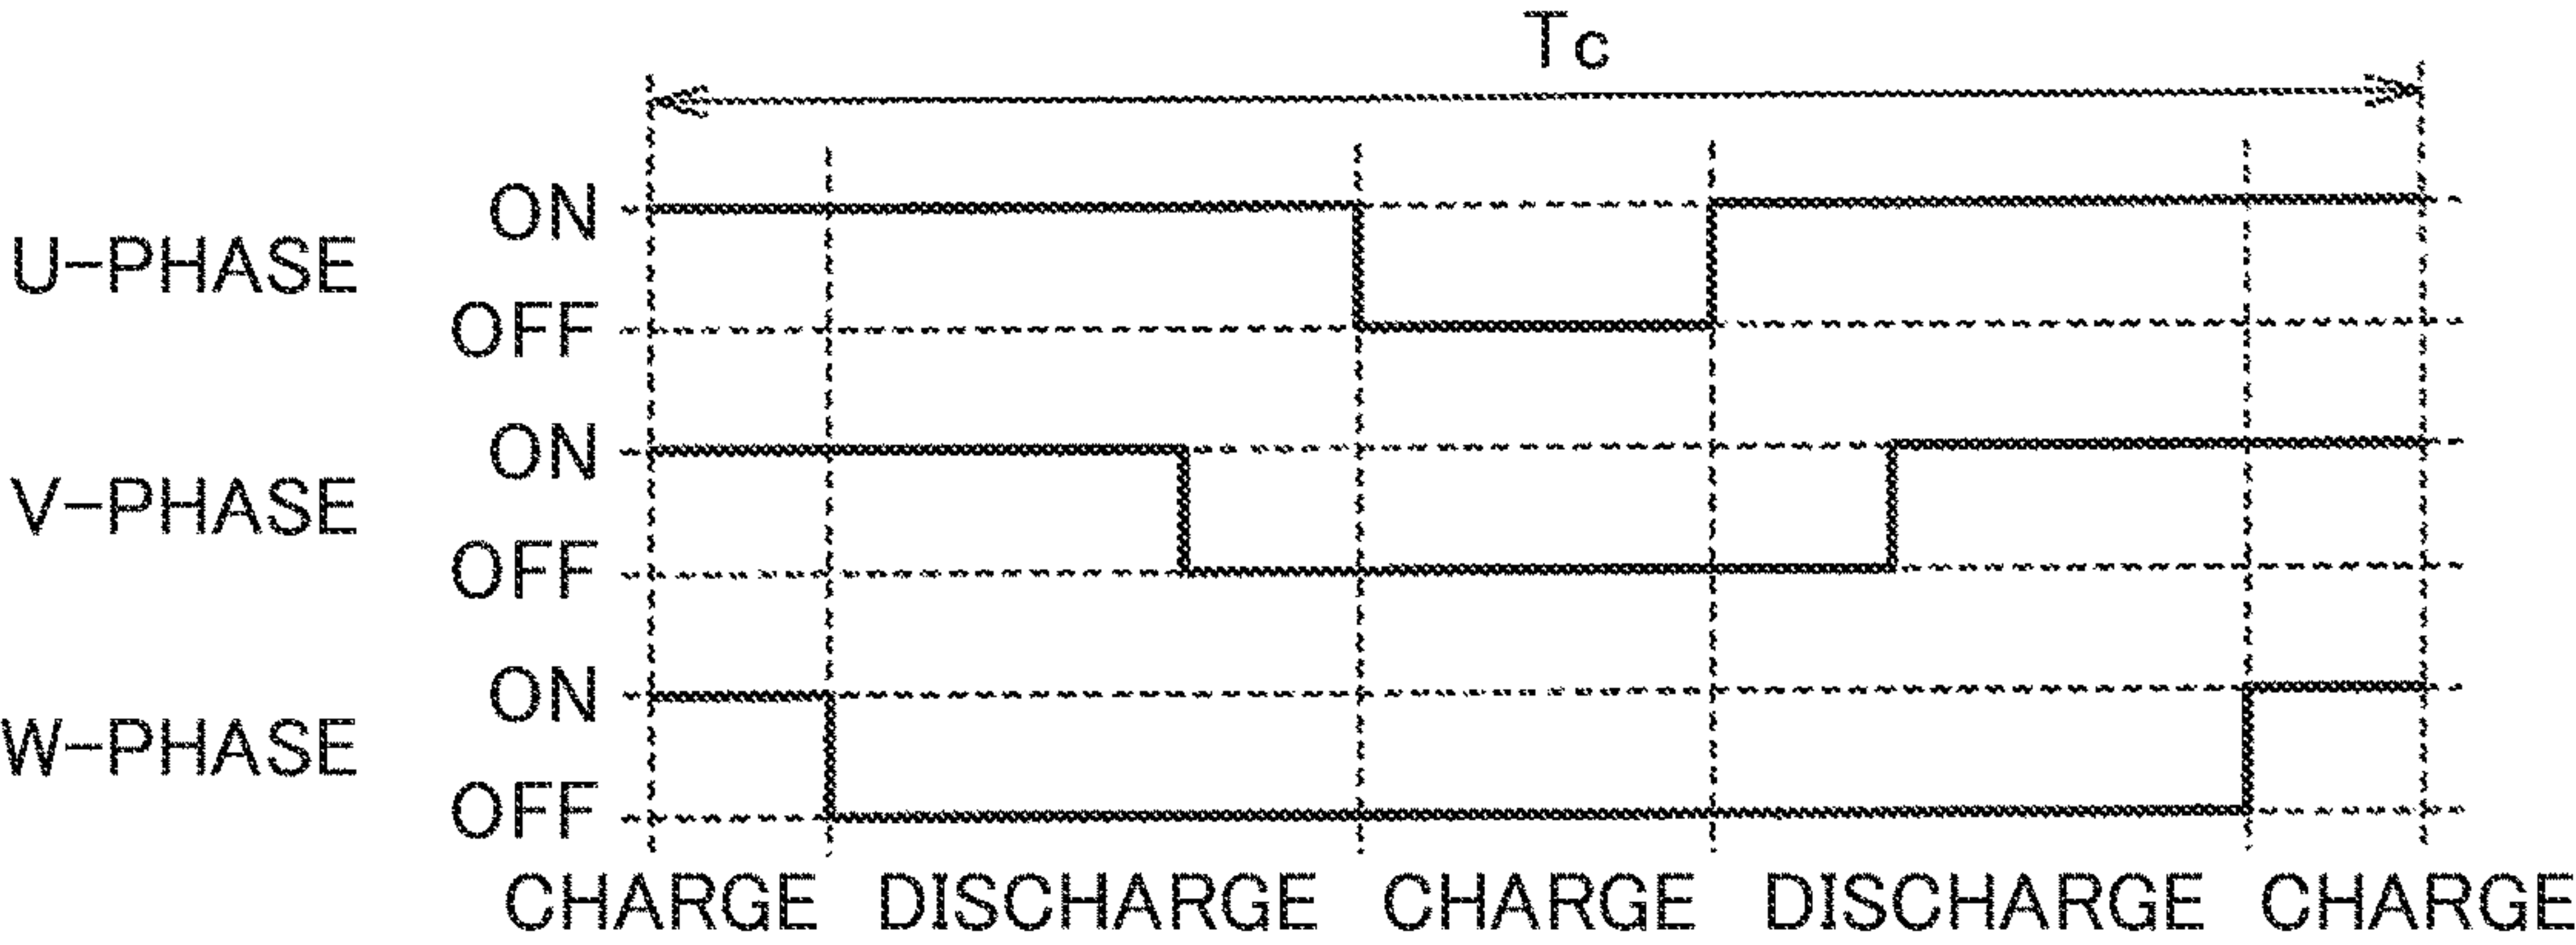 Tc
ON
U-PHASE
OFF
ON
V-PHASE
OFF
ON
W-PHASE
OFF
CHARGE DISCHARGE CHARGE DISCHARGE CHARGE